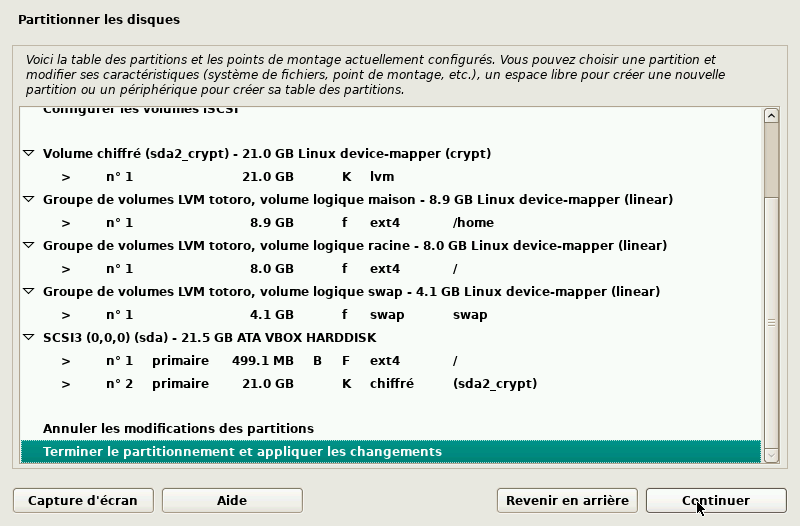 Partitionner les disques
Voici la table des partitions et les points de montage actuellement configurés. Vous pouvez choisir une partition et
modifier ses caractéristiques (système de fichiers, point de montage, etc.), un espace libre pour créer une nouvelle
partition ou un périphérique pour créer sa table des partitions.
Configurer les volumes iSCSI
Volume chiffré (sda2_crypt) - 21.0 GB Linux device-mapper (crypt)
> n° 1 21.0 GB K lvm
Groupe de volumes LVM totoro, volume logique maison - 8.9 GB Linux device-mapper (linear)
> n° 1 8.9 GB f ext4 /home
Groupe de volumes LVM totoro, volume logique racine - 8.0 GB Linux device-mapper (linear)
> n° 1 8.0 GB f ext4 /
Groupe de volumes LVM totoro, volume logique swap - 4.1 GB Linux device-mapper (linear)
> n° 1 4.1 GB f swap swap
SCSI3 (0,0,0) (sda) - 21.5 GB ATA VBOX HARDDISK
> n° 1 primaire 499.1 MB B F ext4 /
> n° 2 primaire 21.0 GB K chiffré (sda2_crypt)
Annuler les modifications des partitions
Terminer le partitionnement et appliquer les changements
Capture d'écran Aide Revenir en arrière Continuer